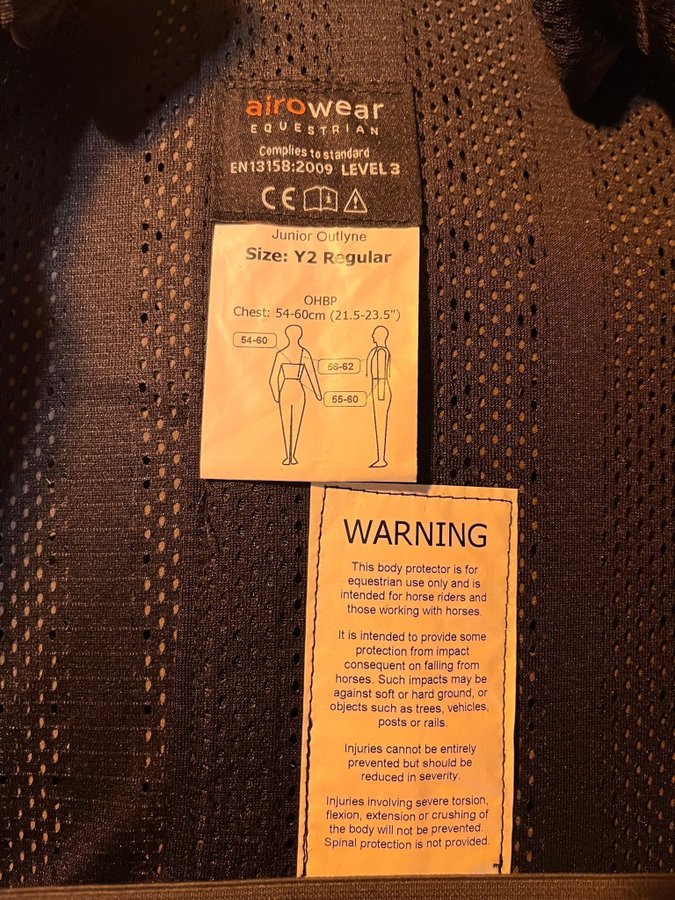 airowear
EQUESTRIAN
Complies to standard
EN13158:2009 LEVEL 3
CE
Junior Outlyne
Size: Y2 Regular
OHBP
Chest: 54-60cm (21.5-23.5")
54-60
56-62
55-60
WARNING
This body protector is for
equestrian use only and is
intended for horse riders and
those working with horses.
It is intended to provide some
protection from impact
consequent on falling from
horses. Such impacts may be
against soft or hard ground, or
objects such as trees, vehicles,
posts or rails.
Injuries cannot be entirely
prevented but should be
reduced in severity.
Injuries involving severe torsion,
flexion, extension or crushing of
the body will not be prevented.
Spinal protection is not provided.